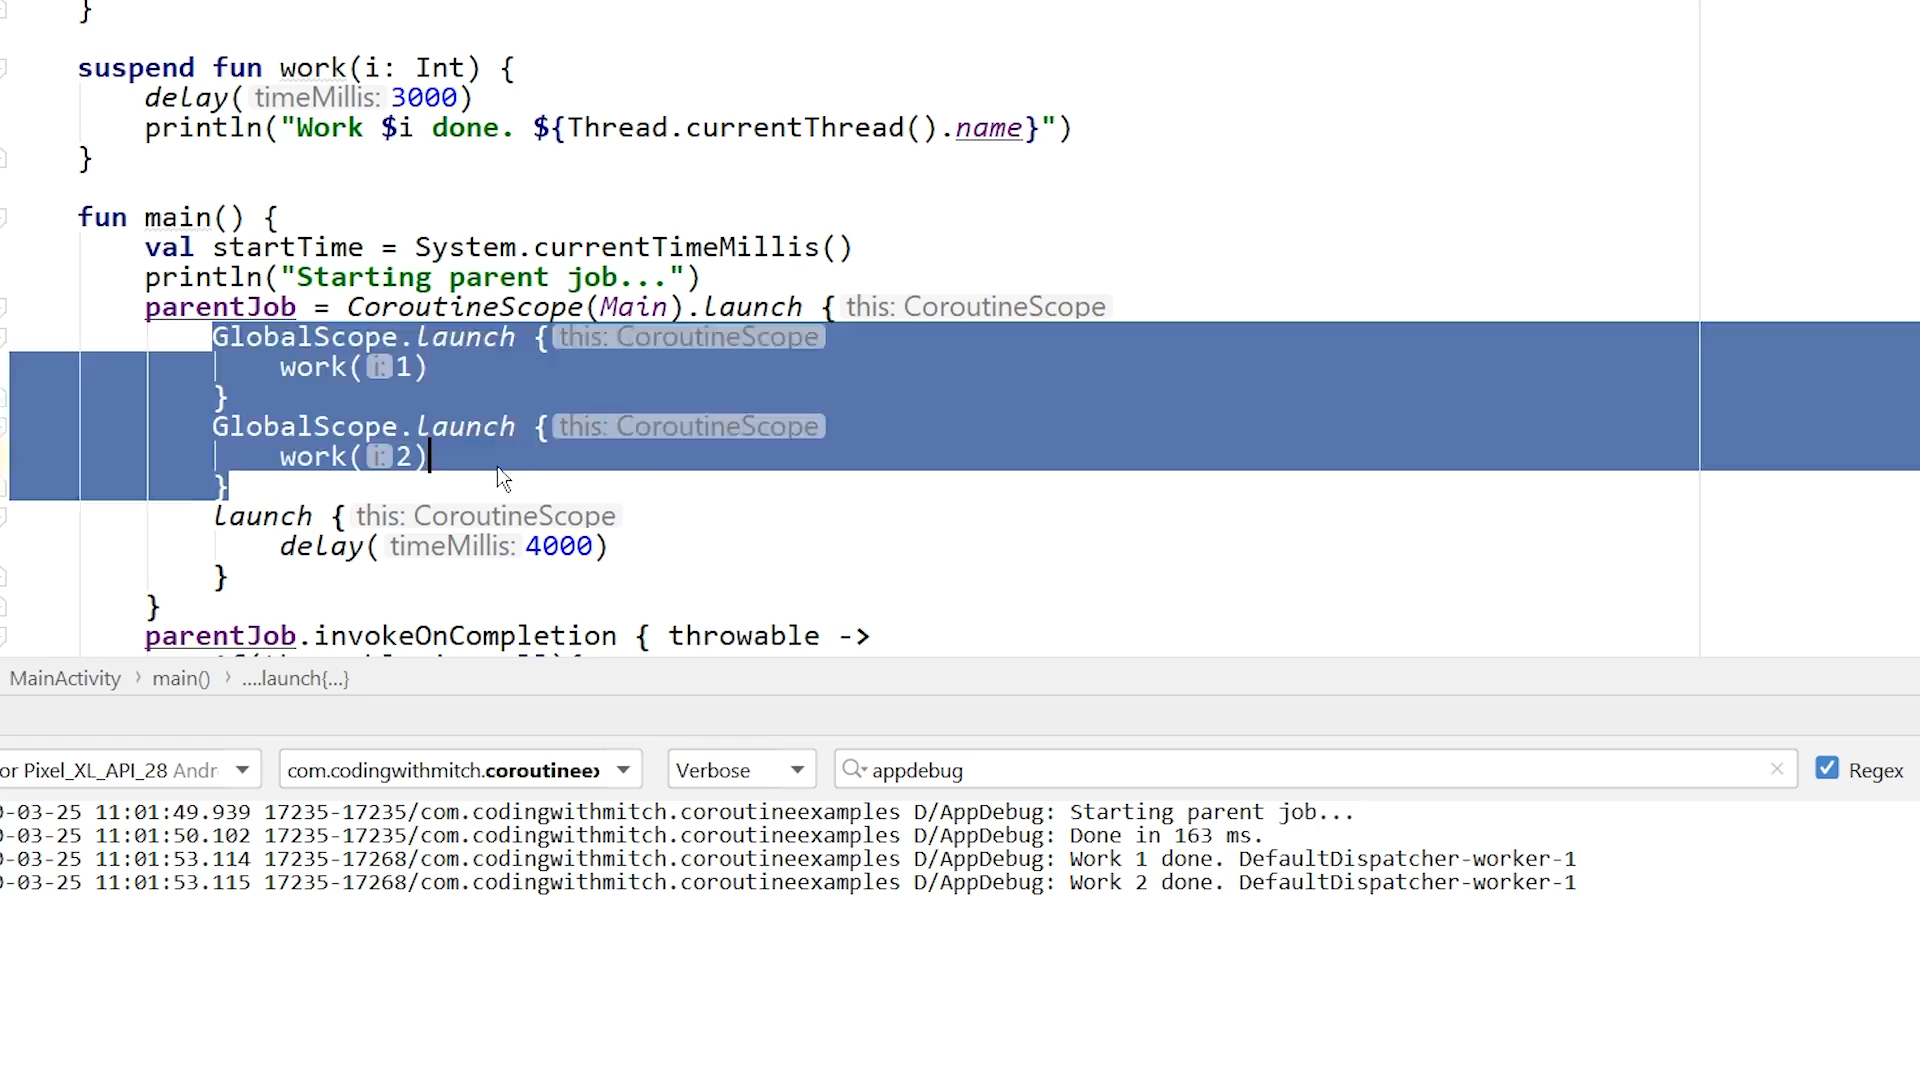 }
suspend fun work(i: Int) {
delay( timeMillis: 3000)
println("Work $i done. ${Thread.currentThread().name}")
}
fun main() {
val startTime = System.currentTimeMillis()
println("Starting parent job...")
parentJob = CoroutineScope(Main).launch { this: CoroutineScope
GlobalScope.launch { this: CoroutineScope
work( i: 1)
}
GlobalScope.launch { this: CoroutineScope
work( i: 2)
}
launch { this: CoroutineScope
delay( timeMillis: 4000)
}
}
parentJob.invokeOnCompletion { throwable ->
MainActivity › main() › ....launch{...}
or Pixel_XL_API_28 Andr com.codingwithmitch.coroutineex Verbose appdebug Regex
0-03-25 11:01:49.939 17235-17235/com.codingwithmitch.coroutineexamples D/AppDebug: Starting parent job...
0-03-25 11:01:50.102 17235-17235/com.codingwithmitch.coroutineexamples D/AppDebug: Done in 163 ms.
0-03-25 11:01:53.114 17235-17268/com.codingwithmitch.coroutineexamples D/AppDebug: Work 1 done. DefaultDispatcher-worker-1
0-03-25 11:01:53.115 17235-17268/com.codingwithmitch.coroutineexamples D/AppDebug: Work 2 done. DefaultDispatcher-worker-1